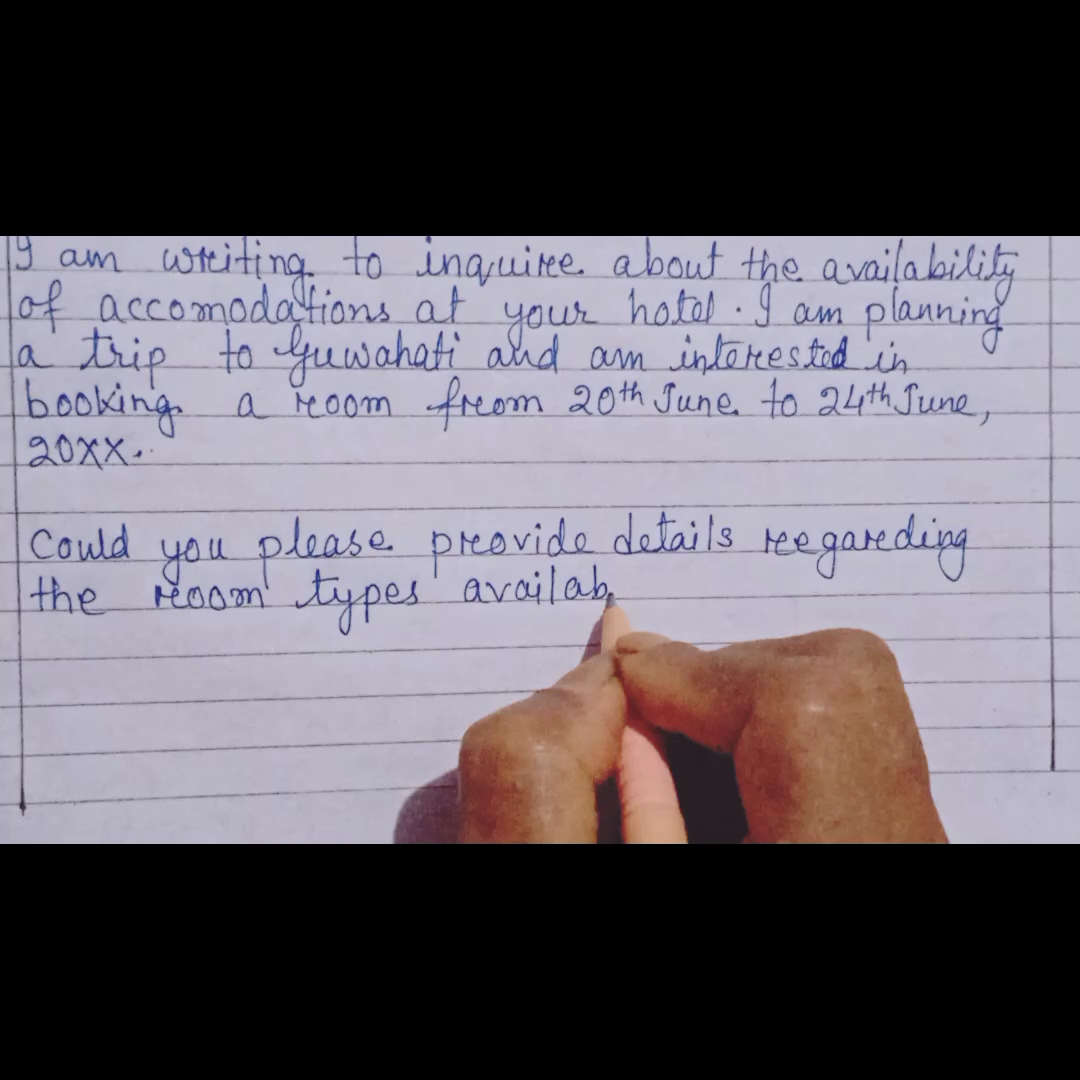 I am writing to inquire about the availability
of accomodations at your hotel. I am planning
a trip to Guwahati and am interested in
booking a room from 20th June to 24th June,
20XX.
Could you please provide details regarding
the room types availab